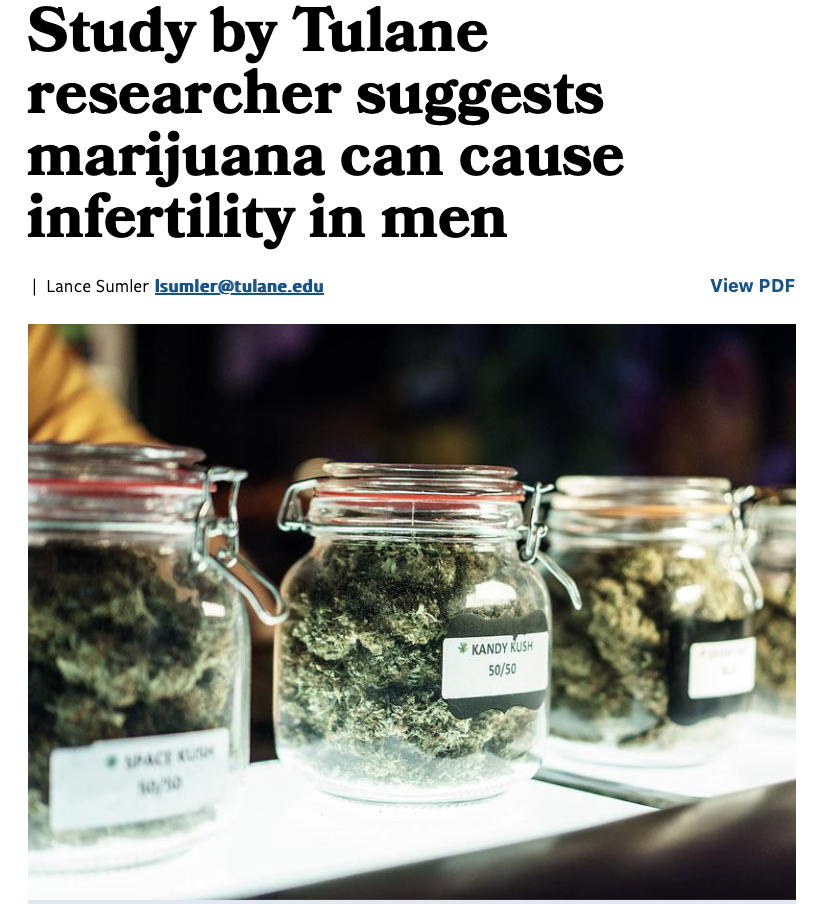 Study by Tulane
researcher suggests
marijuana can cause
infertility in men
| Lance Sumler lsumler@tulane.edu
View PDF
KANDY KUSH
50/50
SPACE KUSH
50/50